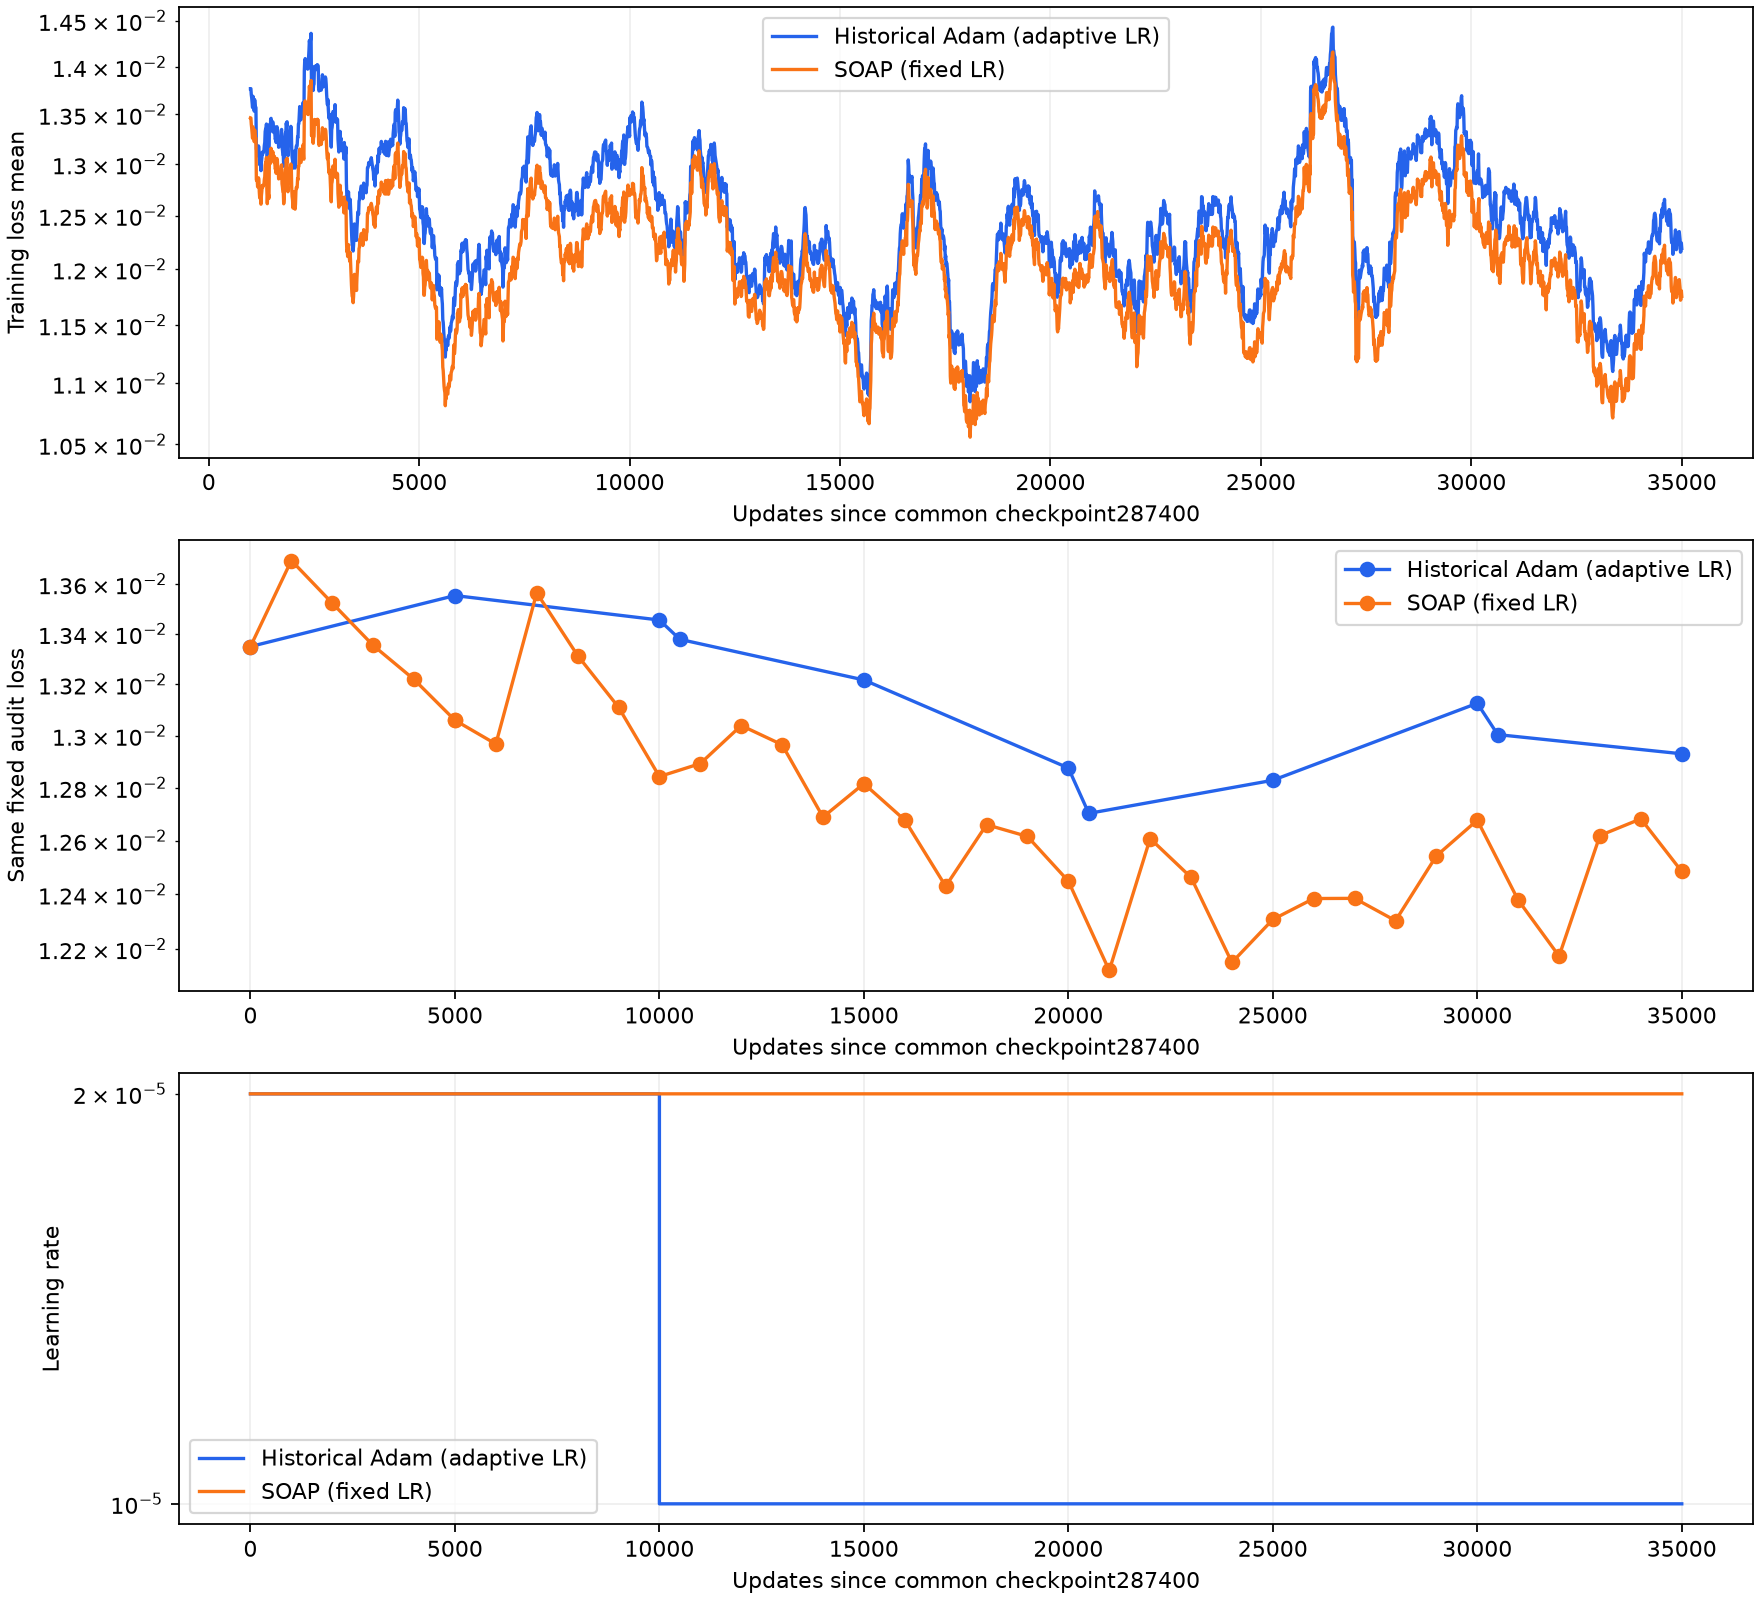 1.45 × 10⁻²
1.4 × 10⁻²
1.35 × 10⁻²
1.3 × 10⁻²
1.25 × 10⁻²
1.2 × 10⁻²
1.15 × 10⁻²
1.1 × 10⁻²
1.05 × 10⁻²
Training loss mean
Historical Adam (adaptive LR)
SOAP (fixed LR)
0 5000 10000 15000 20000 25000 30000 35000
Updates since common checkpoint287400
1.36 × 10⁻²
1.34 × 10⁻²
1.32 × 10⁻²
1.3 × 10⁻²
1.28 × 10⁻²
1.26 × 10⁻²
1.24 × 10⁻²
1.22 × 10⁻²
Same fixed audit loss
Historical Adam (adaptive LR)
SOAP (fixed LR)
0 5000 10000 15000 20000 25000 30000 35000
Updates since common checkpoint287400
2 × 10⁻⁵
10⁻⁵
Learning rate
Historical Adam (adaptive LR)
SOAP (fixed LR)
0 5000 10000 15000 20000 25000 30000 35000
Updates since common checkpoint287400